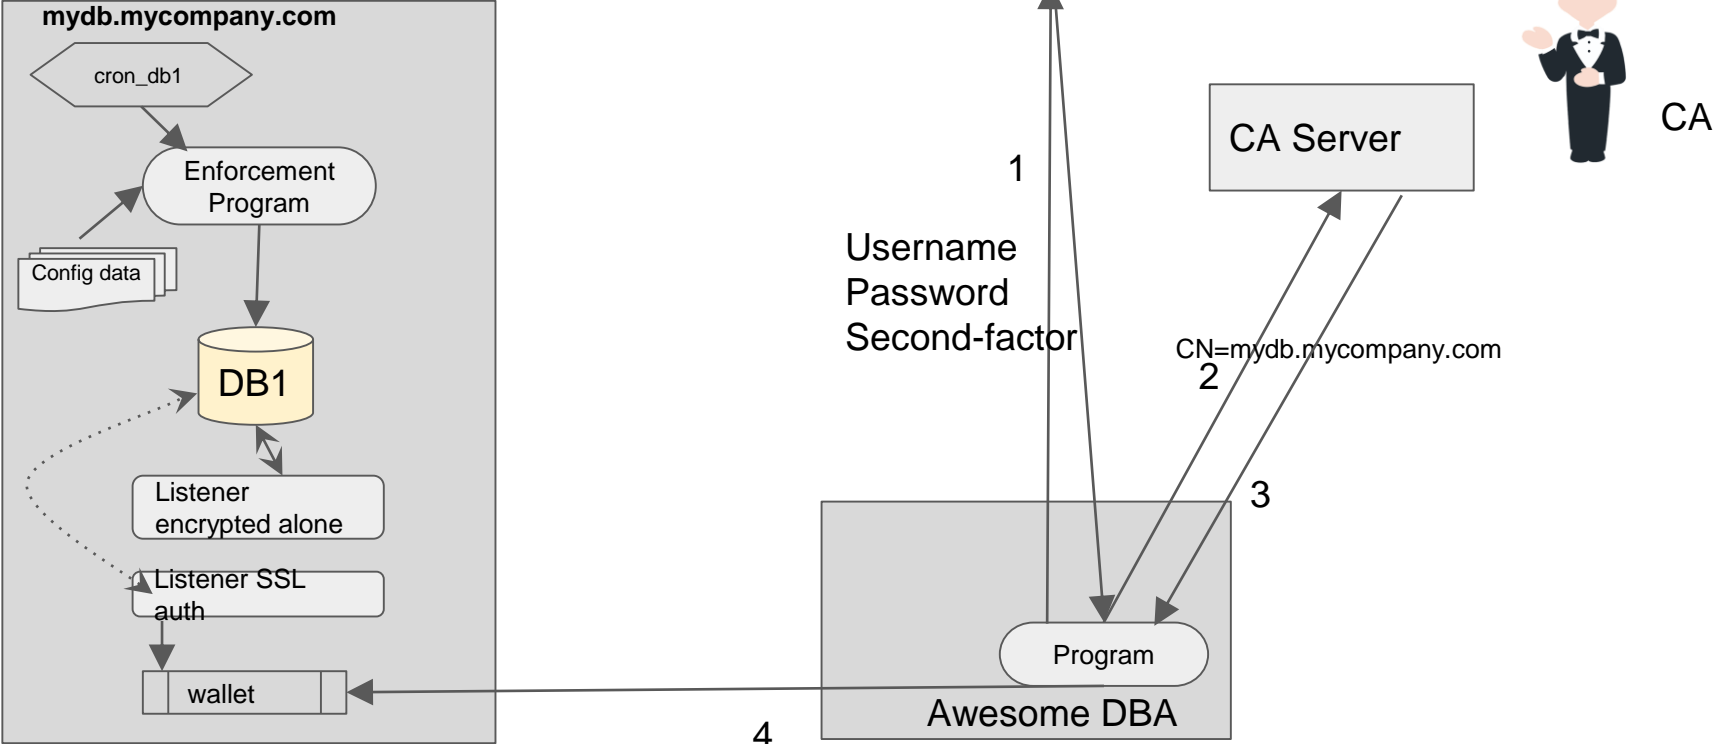 mydb.mycompany.com
cron_db1
Enforcement
Program
Config data
DB1
Listener
encrypted alone
Listener SSL
auth
wallet
1
Username
Password
Second-factor
CA Server
CA
CN=mydb.mycompany.com
2
3
Program
Awesome DBA
4